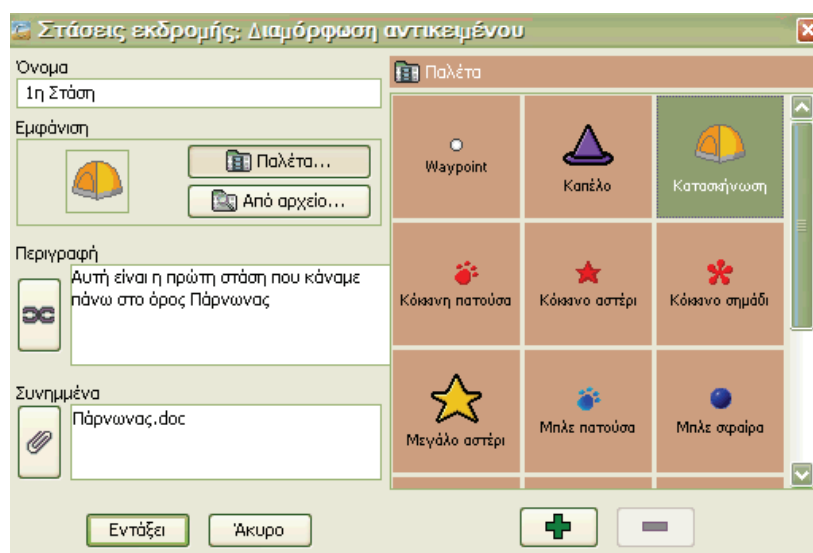 Στάσεις εκδρομής: Διαμόρφωση αντικειμένου
Όνομα
1η Στάση
Εμφάνιση
Παλέτα...
Από αρχείο...
Περιγραφή
Αυτή είναι η πρώτη στάση που κάναμε
πάνω στο όρος Πάρνωνας
Συνημμένα
Πάρνωνας.doc
Εντάξει
Άκυρο
Παλέτα
Waypoint
Καπέλο
Κατασκήνωση
Κόκκινη πατούσα
Κόκκινο αστέρι
Κόκκινο σημάδι
Μεγάλο αστέρι
Μπλε πατούσα
Μπλε σφαίρα